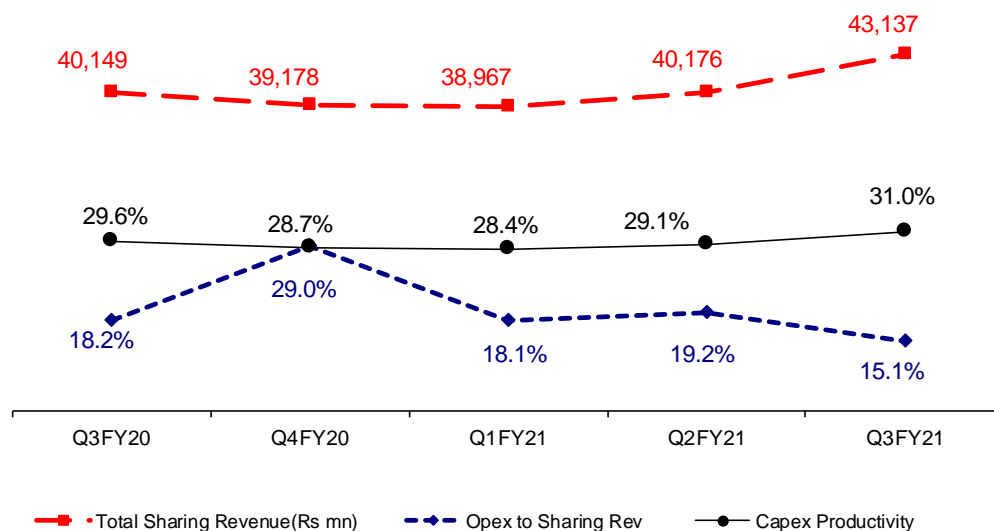 40,149
39,178
38,967
40,176
43,137
29.6%
28.7%
28.4%
29.1%
31.0%
18.2%
29.0%
18.1%
19.2%
15.1%
Q3FY20
Q4FY20
Q1FY21
Q2FY21
Q3FY21
Total Sharing Revenue(Rs mn)
Opex to Sharing Rev
Capex Productivity